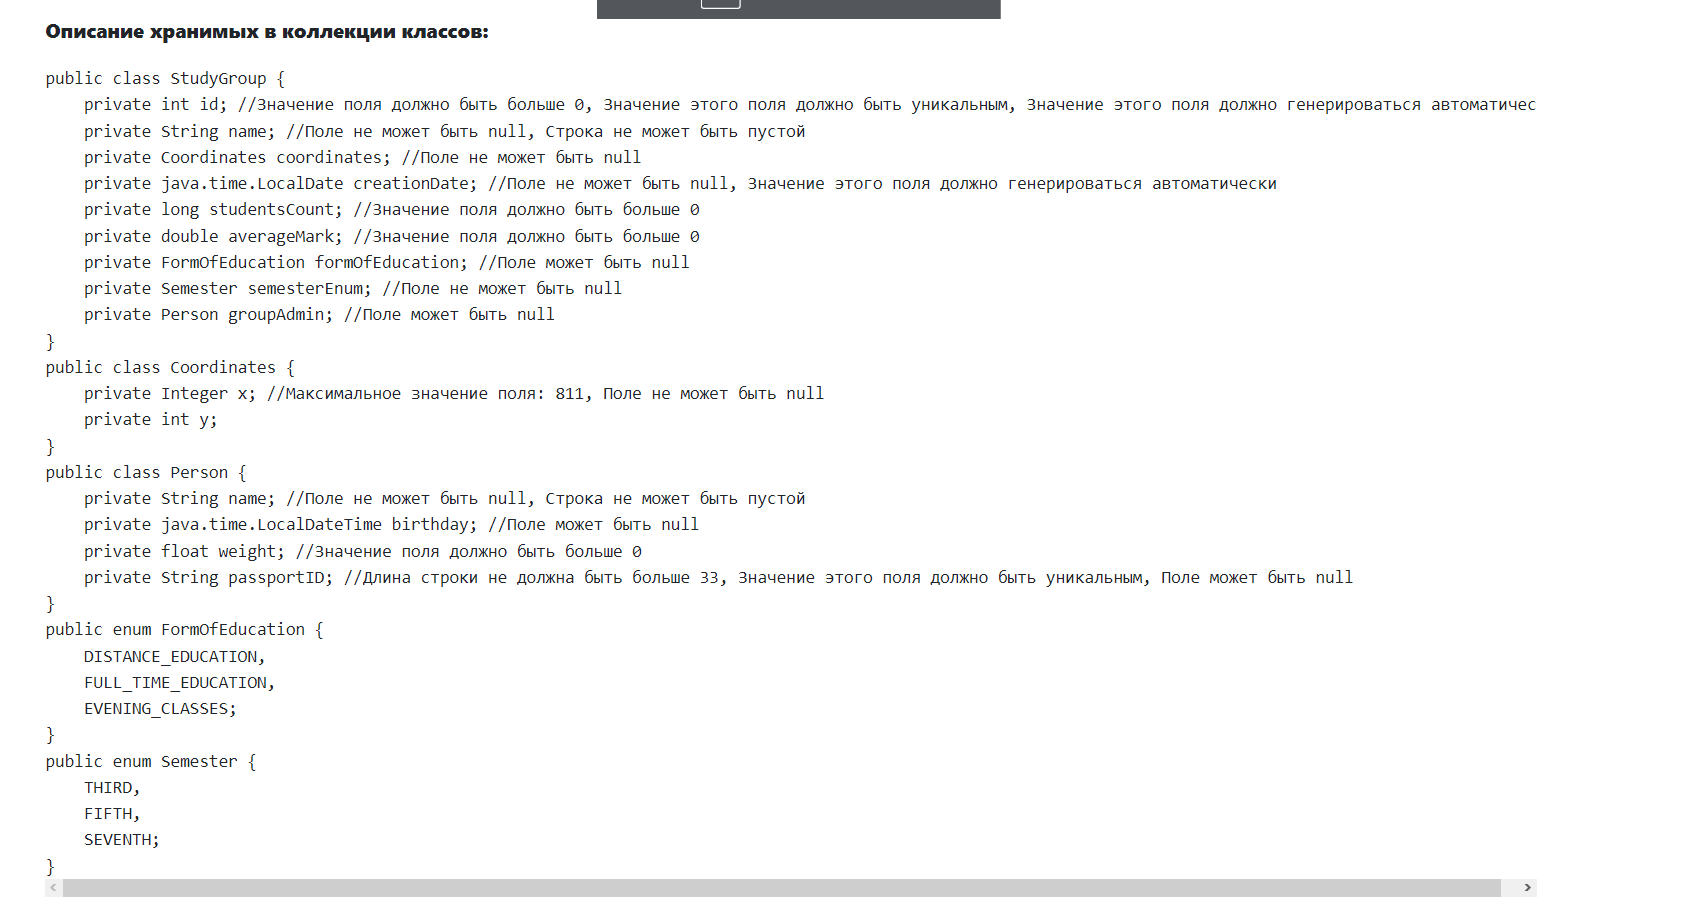 Описание хранимых в коллекции классов:
public class StudyGroup {
    private int id; //Значение поля должно быть больше 0, Значение этого поля должно быть уникальным, Значение этого поля должно генерироваться автоматичес
    private String name; //Поле не может быть null, Строка не может быть пустой
    private Coordinates coordinates; //Поле не может быть null
    private java.time.LocalDate creationDate; //Поле не может быть null, Значение этого поля должно генерироваться автоматически
    private long studentsCount; //Значение поля должно быть больше 0
    private double averageMark; //Значение поля должно быть больше 0
    private FormOfEducation formOfEducation; //Поле может быть null
    private Semester semesterEnum; //Поле не может быть null
    private Person groupAdmin; //Поле может быть null
}
public class Coordinates {
    private Integer x; //Максимальное значение поля: 811, Поле не может быть null
    private int y;
}
public class Person {
    private String name; //Поле не может быть null, Строка не может быть пустой
    private java.time.LocalDateTime birthday; //Поле может быть null
    private float weight; //Значение поля должно быть больше 0
    private String passportID; //Длина строки не должна быть больше 33, Значение этого поля должно быть уникальным, Поле может быть null
}
public enum FormOfEducation {
    DISTANCE_EDUCATION,
    FULL_TIME_EDUCATION,
    EVENING_CLASSES;
}
public enum Semester {
    THIRD,
    FIFTH,
    SEVENTH;
}